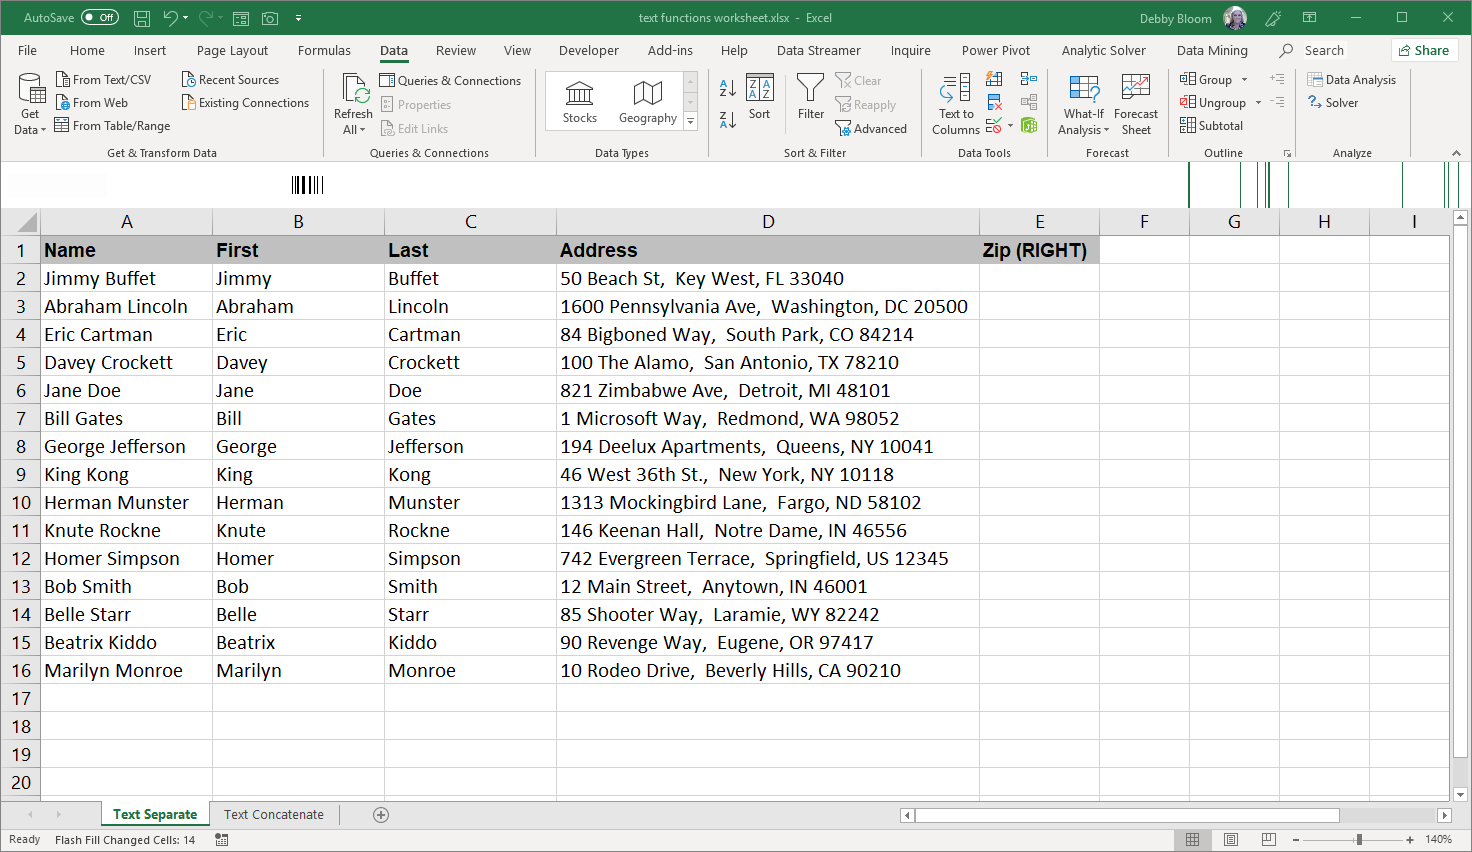 AutoSave Off text functions worksheet.xlsx - Excel Debby Bloom
File Home Insert Page Layout Formulas Data Review View Developer Add-ins Help Data Streamer Inquire Power Pivot Analytic Solver Data Mining Search Share
Get Data From Text/CSV Recent Sources Refresh All Queries & Connections Stocks Geography Sort Filter Clear Text to Columns What-If Analysis Forecast Sheet Group Data Analysis
From Web Existing Connections Properties Reapply Ungroup Solver
From Table/Range Edit Links Advanced Subtotal
Get & Transform Data Queries & Connections Data Types Sort & Filter Data Tools Forecast Outline Analyze
A B C D E F G H I
1 Name First Last Address Zip (RIGHT)
2 Jimmy Buffet Jimmy Buffet 50 Beach St,  Key West, FL 33040
3 Abraham Lincoln Abraham Lincoln 1600 Pennsylvania Ave,  Washington, DC 20500
4 Eric Cartman Eric Cartman 84 Bigboned Way,  South Park, CO 84214
5 Davey Crockett Davey Crockett 100 The Alamo,  San Antonio, TX 78210
6 Jane Doe Jane Doe 821 Zimbabwe Ave,  Detroit, MI 48101
7 Bill Gates Bill Gates 1 Microsoft Way,  Redmond, WA 98052
8 George Jefferson George Jefferson 194 Deelux Apartments,  Queens, NY 10041
9 King Kong King Kong 46 West 36th St.,  New York, NY 10118
10 Herman Munster Herman Munster 1313 Mockingbird Lane,  Fargo, ND 58102
11 Knute Rockne Knute Rockne 146 Keenan Hall,  Notre Dame, IN 46556
12 Homer Simpson Homer Simpson 742 Evergreen Terrace,  Springfield, US 12345
13 Bob Smith Bob Smith 12 Main Street,  Anytown, IN 46001
14 Belle Starr Belle Starr 85 Shooter Way,  Laramie, WY 82242
15 Beatrix Kiddo Beatrix Kiddo 90 Revenge Way,  Eugene, OR 97417
16 Marilyn Monroe Marilyn Monroe 10 Rodeo Drive,  Beverly Hills, CA 90210
17
18
19
20
Text Separate Text Concatenate
Ready Flash Fill Changed Cells: 14 140%